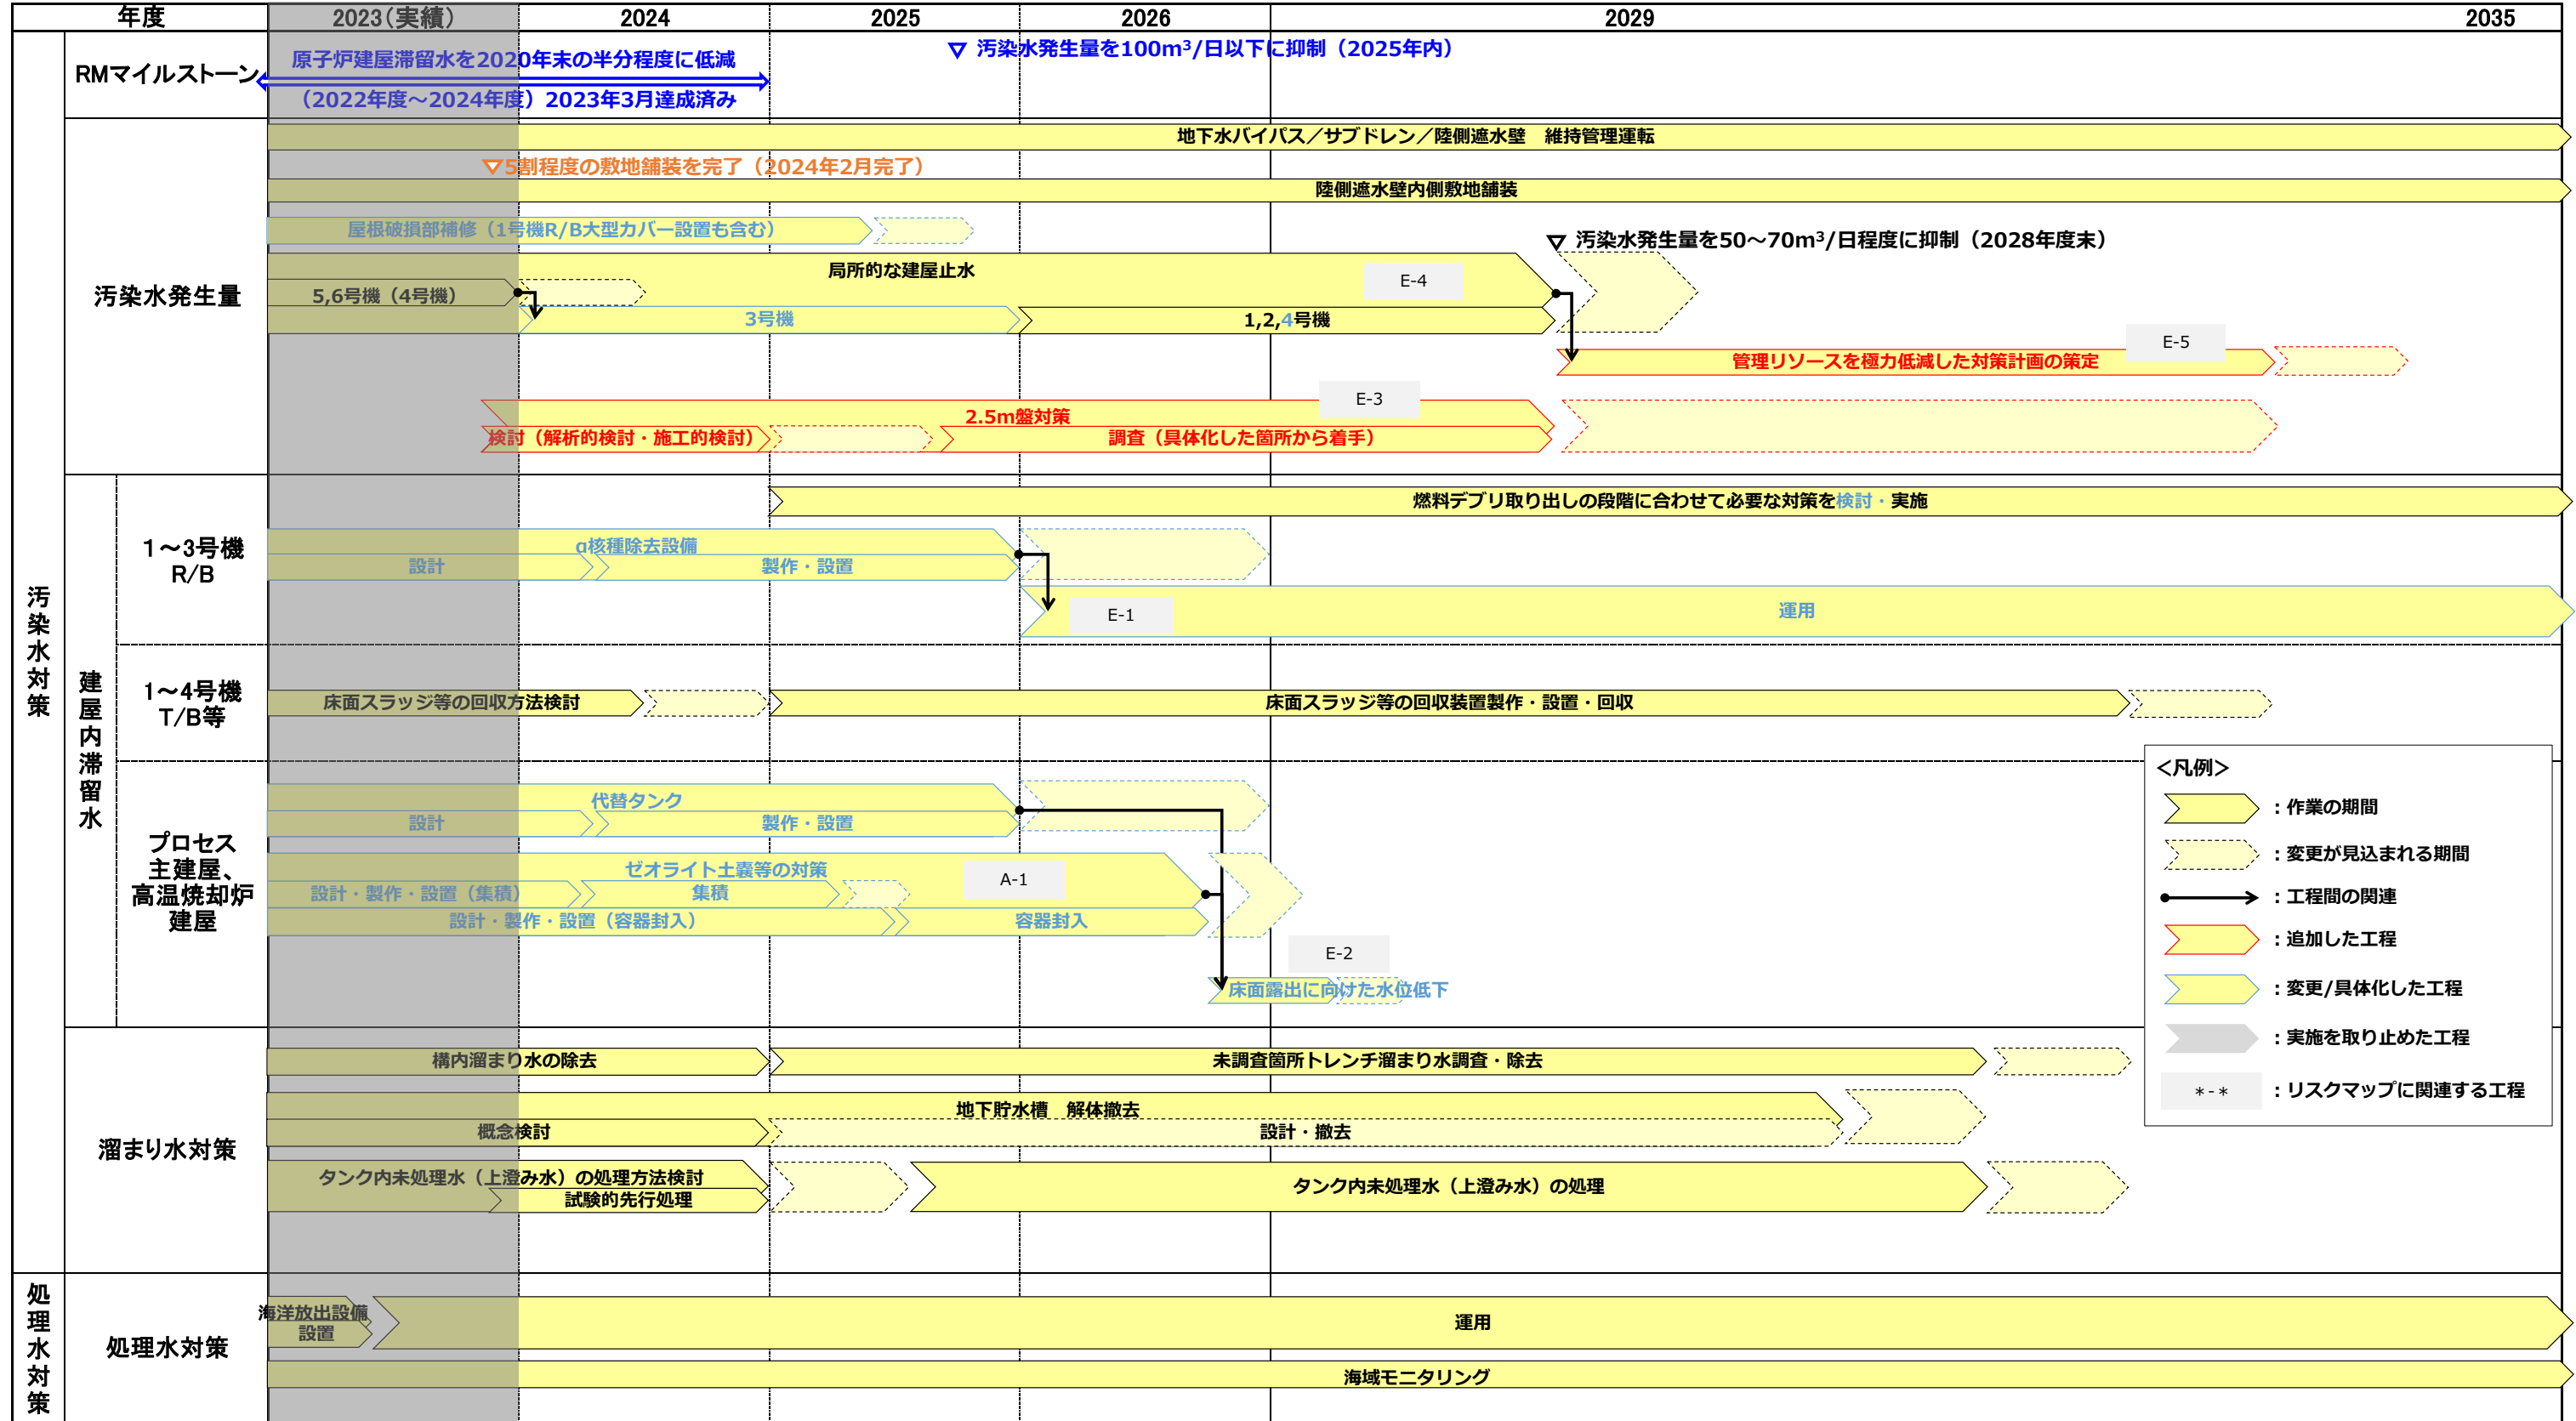 年度
2023(実績)
2024
2025
2026
2029
2035
汚染水対策
RMマイルストーン
原子炉建屋滞留水を2020年末の半分程度に低減
(2022年度～2024年度) 2023年3月達成済み
▽ 汚染水発生量を100m³/日以下に抑制(2025年内)
汚染水発生量
地下水バイパス／サブドレン／陸側遮水壁 維持管理運転
▽5割程度の敷地舗装を完了(2024年2月完了)
陸側遮水壁内側敷地舗装
屋根破損部補修(1号機R/B大型カバー設置も含む)
▽ 汚染水発生量を50～70m³/日程度に抑制(2028年度末)
局所的な建屋止水
E-4
5,6号機(4号機)
3号機
1,2,4号機
E-5
管理リソースを極力低減した対策計画の策定
E-3
2.5m盤対策
検討(解析的検討・施工的検討)
調査(具体化した箇所から着手)
建屋内滞留水
1～3号機
R/B
燃料デブリ取り出しの段階に合わせて必要な対策を検討・実施
α核種除去設備
設計
製作・設置
E-1
運用
1～4号機
T/B等
床面スラッジ等の回収方法検討
床面スラッジ等の回収装置製作・設置・回収
プロセス
主建屋、
高温焼却炉
建屋
代替タンク
設計
製作・設置
ゼオライト土嚢等の対策
A-1
設計・製作・設置(集積)
集積
設計・製作・設置(容器封入)
容器封入
E-2
床面露出に向けた水位低下
溜まり水対策
構内溜まり水の除去
未調査箇所トレンチ溜まり水調査・除去
地下貯水槽 解体撤去
概念検討
設計・撤去
タンク内未処理水(上澄み水)の処理方法検討
試験的先行処理
タンク内未処理水(上澄み水)の処理
処理水対策
処理水対策
海洋放出設備
設置
運用
海域モニタリング
＜凡例＞
：作業の期間
：変更が見込まれる期間
：工程間の関連
：追加した工程
：変更/具体化した工程
：実施を取り止めた工程
＊-＊
：リスクマップに関連する工程